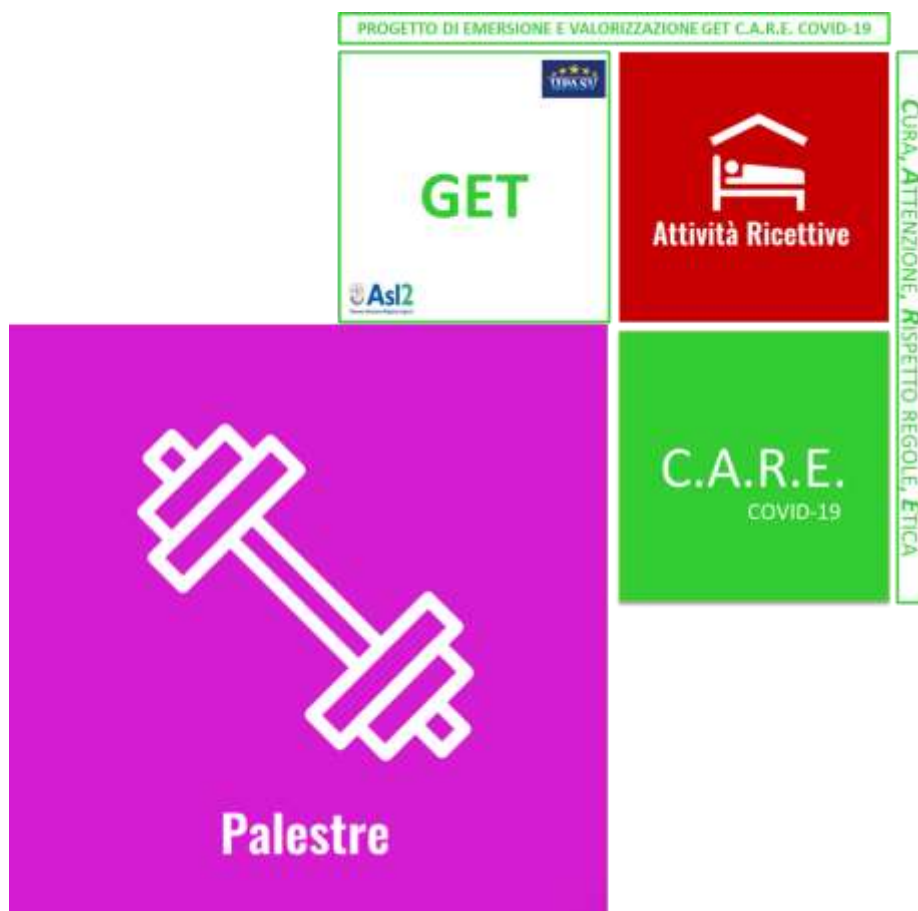 PROGETTO DI EMERSIONE E VALORIZZAZIONE GET C.A.R.E. COVID-19
GET
Asl2
Attività Ricettive
CURA, ATTENZIONE, RISPETTO REGOLE, ETICA
C.A.R.E.
COVID-19
Palestre